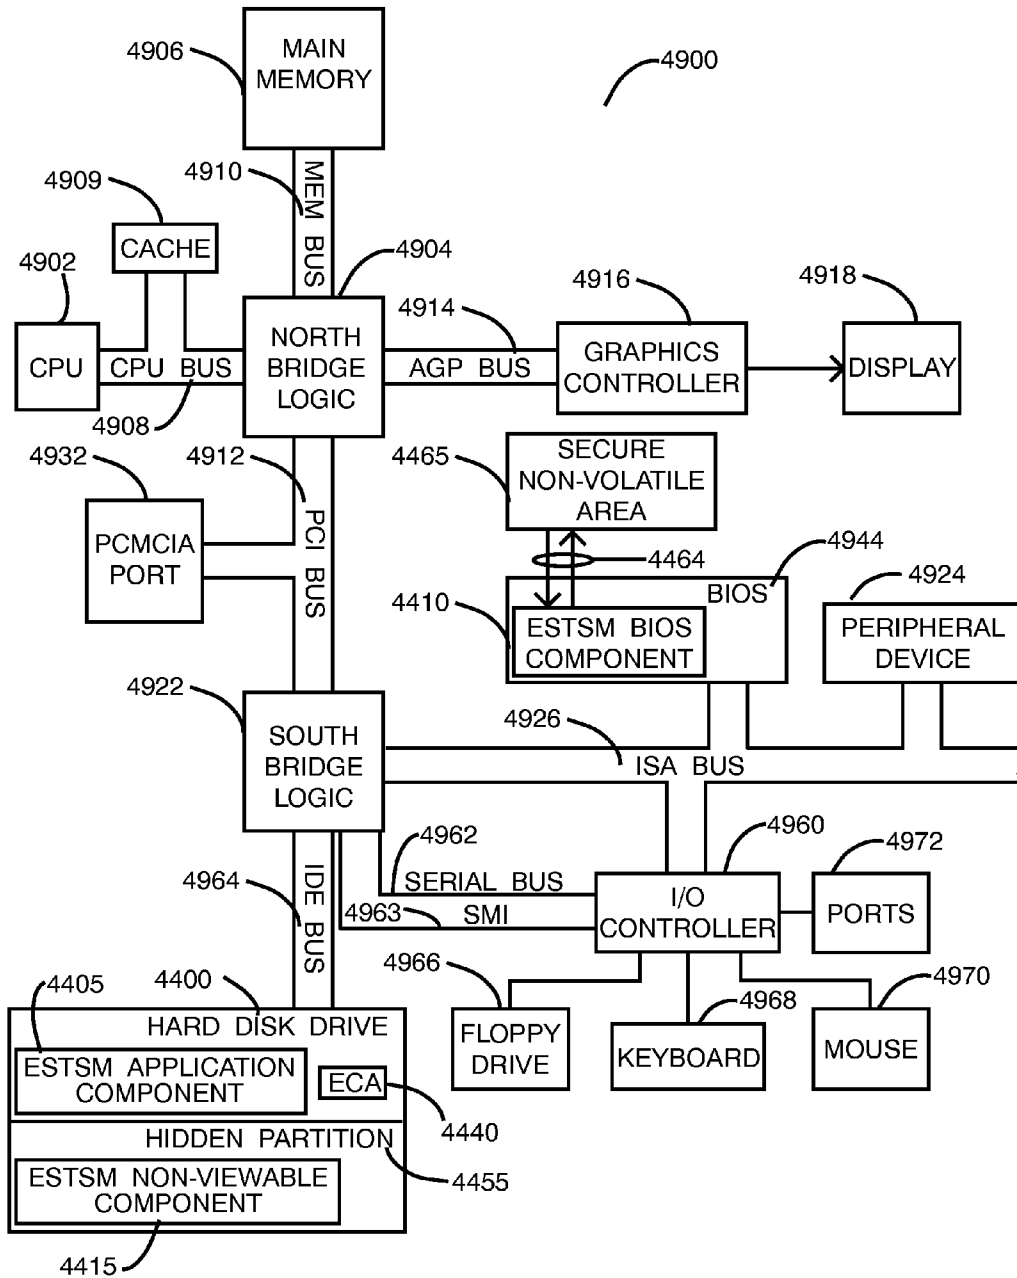 4906
MAIN
MEMORY
4900
4910
MEM BUS
4909
CACHE
4902
4904
4914
4916
4918
CPU
CPU BUS
4908
NORTH
BRIDGE
LOGIC
AGP BUS
GRAPHICS
CONTROLLER
DISPLAY
4932
4912
4465
SECURE
NON-VOLATILE
AREA
PCMCIA
PORT
PCI BUS
4464
4944
4924
BIOS
4410
ESTSM BIOS
COMPONENT
PERIPHERAL
DEVICE
4922
4926
SOUTH
BRIDGE
LOGIC
ISA BUS
4962
4960
4972
4964
IDE BUS
SERIAL BUS
4963
SMI
I/O
CONTROLLER
PORTS
4966
4968
4970
4405
4400
HARD DISK DRIVE
FLOPPY
DRIVE
KEYBOARD
MOUSE
ESTSM APPLICATION
COMPONENT
ECA
4440
HIDDEN PARTITION
4455
ESTSM NON-VIEWABLE
COMPONENT
4415